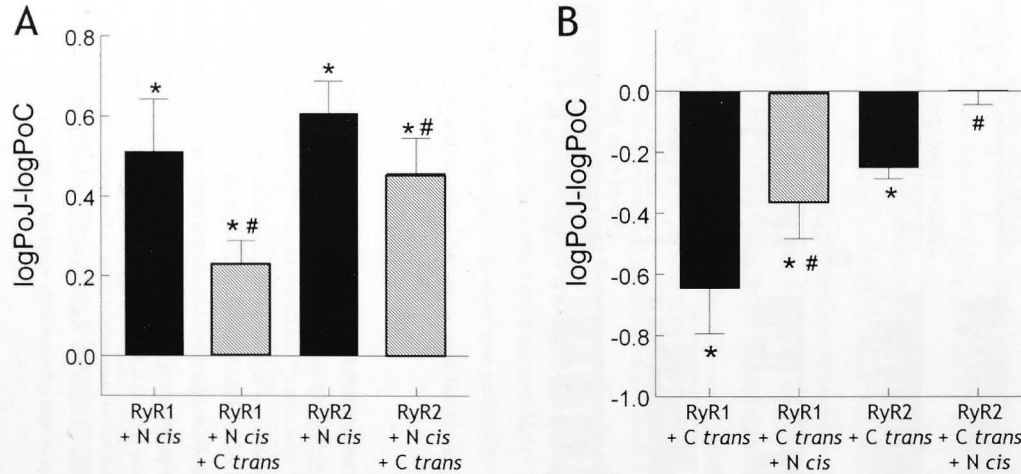 A
logPoJ-logPoC
0.8
0.6
0.4
0.2
0.0
*
* #
*
* #
RyR1
+ N cis
RyR1
+ N cis
+ C trans
RyR2
+ N cis
RyR2
+ N cis
+ C trans
B
logPoJ-logPoC
0.0
-0.2
-0.4
-0.6
-0.8
-1.0
*
* #
*
#
RyR1
+ C trans
RyR1
+ C trans
+ N cis
RyR2
+ C trans
RyR2
+ C trans
+ N cis